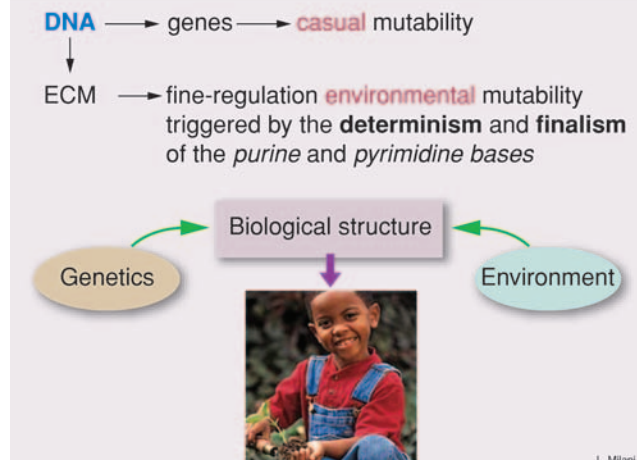 DNA → genes → casual mutability
ECM → fine-regulation environmental mutability
triggered by the determinism and finalism
of the purine and pyrimidine bases
Biological structure
Genetics
Environment
L. Milani